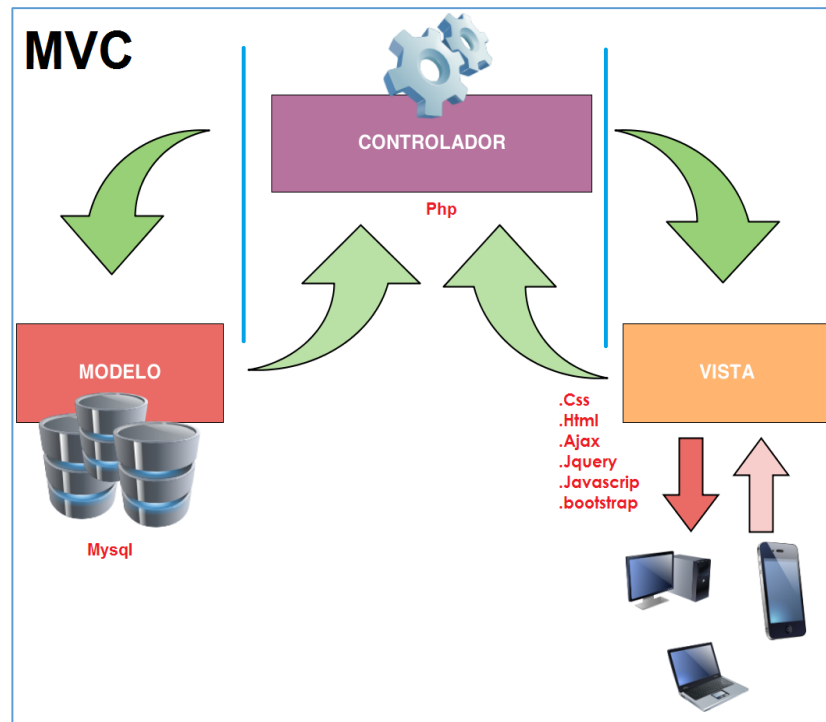 MVC
CONTROLADOR
Php
MODELO
Mysql
VISTA
.Css
.Html
.Ajax
.Jquery
.Javascrip
.bootstrap